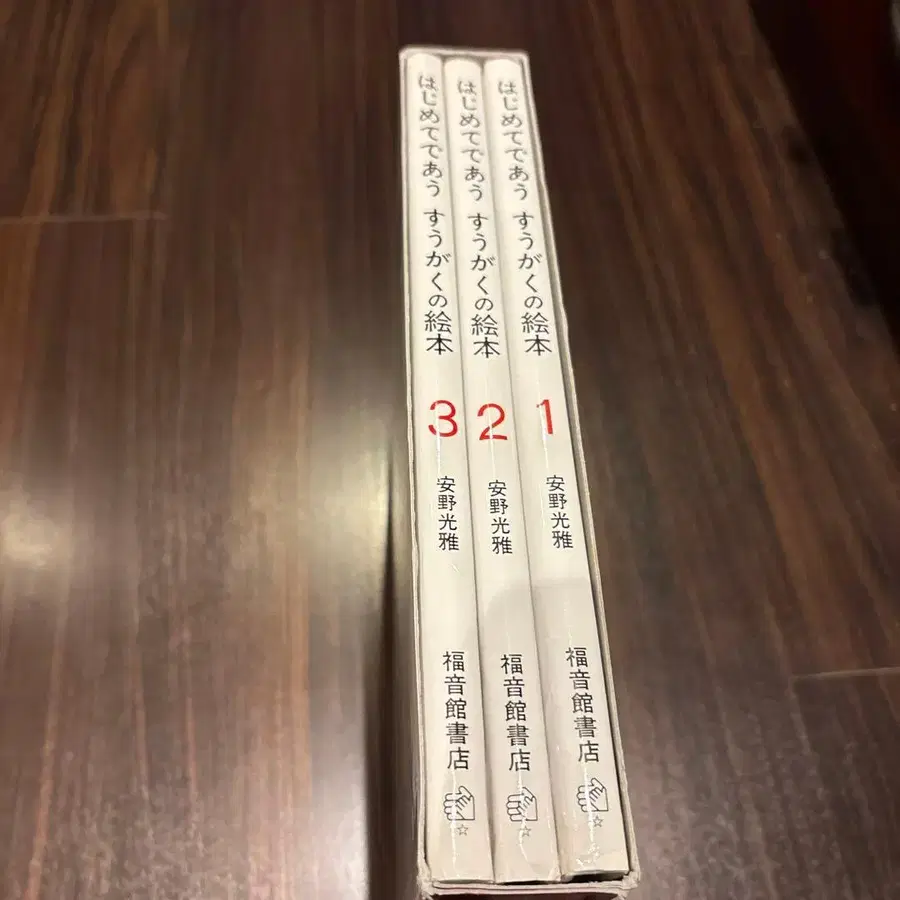 はじめてであう すうがくの絵本 1 安野光雅 福音館書店
はじめてであう すうがくの絵本 2 安野光雅 福音館書店
はじめてであう すうがくの絵本 3 安野光雅 福音館書店